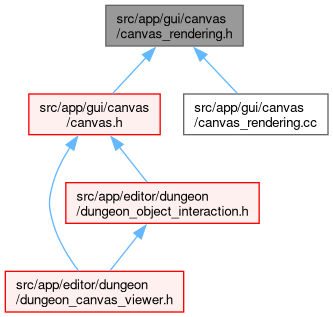 src/app/gui/canvas
/canvas_rendering.h
src/app/gui/canvas
/canvas.h
src/app/gui/canvas
/canvas_rendering.cc
src/app/editor/dungeon
/dungeon_object_interaction.h
src/app/editor/dungeon
/dungeon_canvas_viewer.h